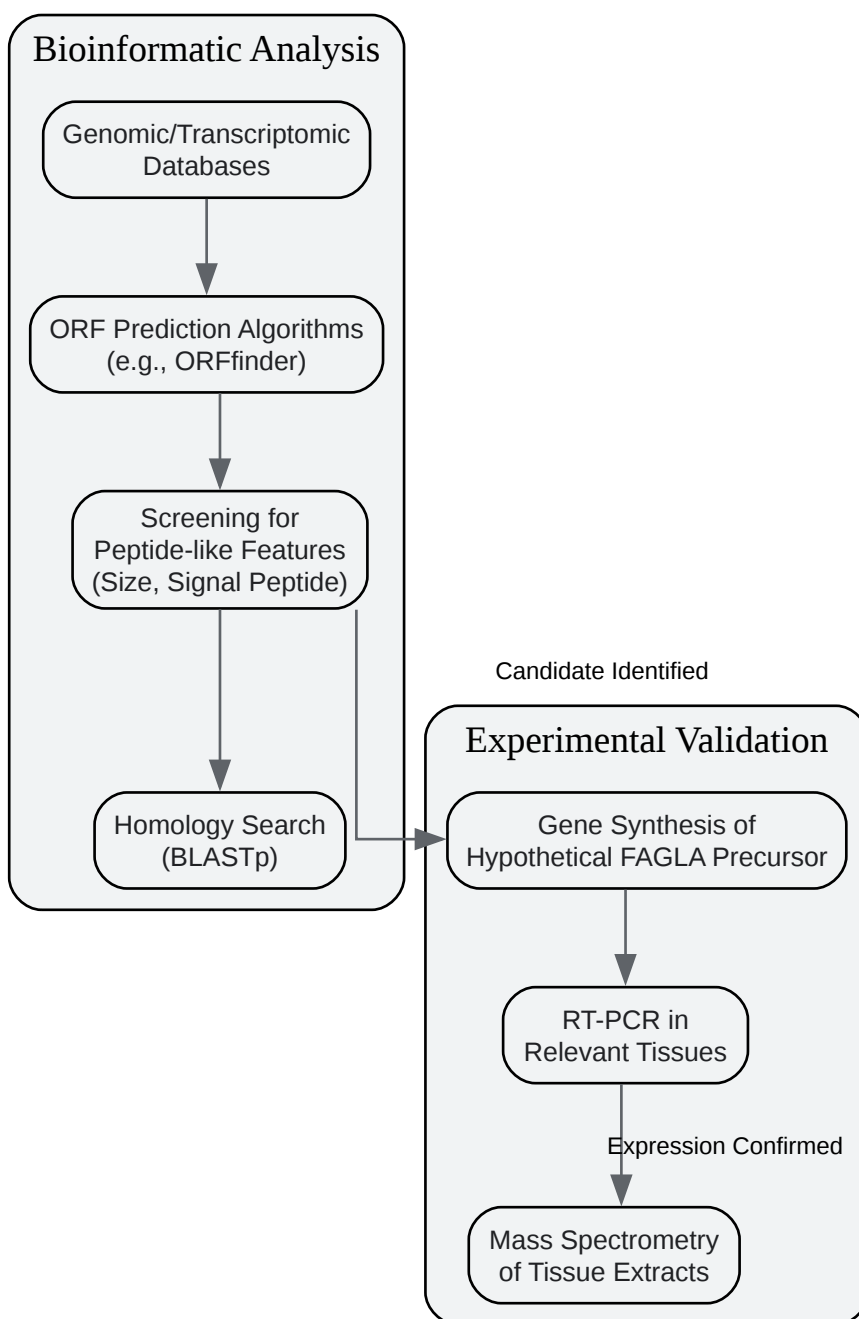 Bioinformatic Analysis
Genomic/Transcriptomic
Databases
ORF Prediction Algorithms
(e.g., ORFfinder)
Screening for
Peptide-like Features
(Size, Signal Peptide)
Homology Search
(BLASTp)
Candidate Identified
Experimental Validation
Gene Synthesis of
Hypothetical FAGLA Precursor
RT-PCR in
Relevant Tissues
Expression Confirmed
Mass Spectrometry
of Tissue Extracts